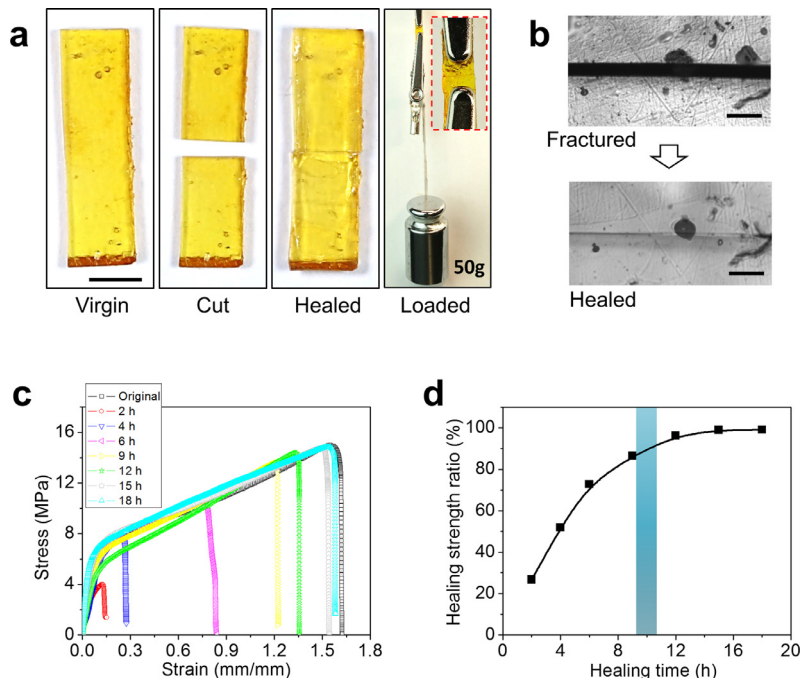 a
Virgin
Cut
Healed
Loaded
50g
b
Fractured
Healed
c
Original
2 h
4 h
6 h
9 h
12 h
15 h
18 h
16
12
8
4
0
Stress (MPa)
0.0 0.3 0.6 0.9 1.2 1.5 1.8
Strain (mm/mm)
d
100
80
60
40
20
0
Healing strength ratio (%)
0 4 8 12 16 20
Healing time (h)